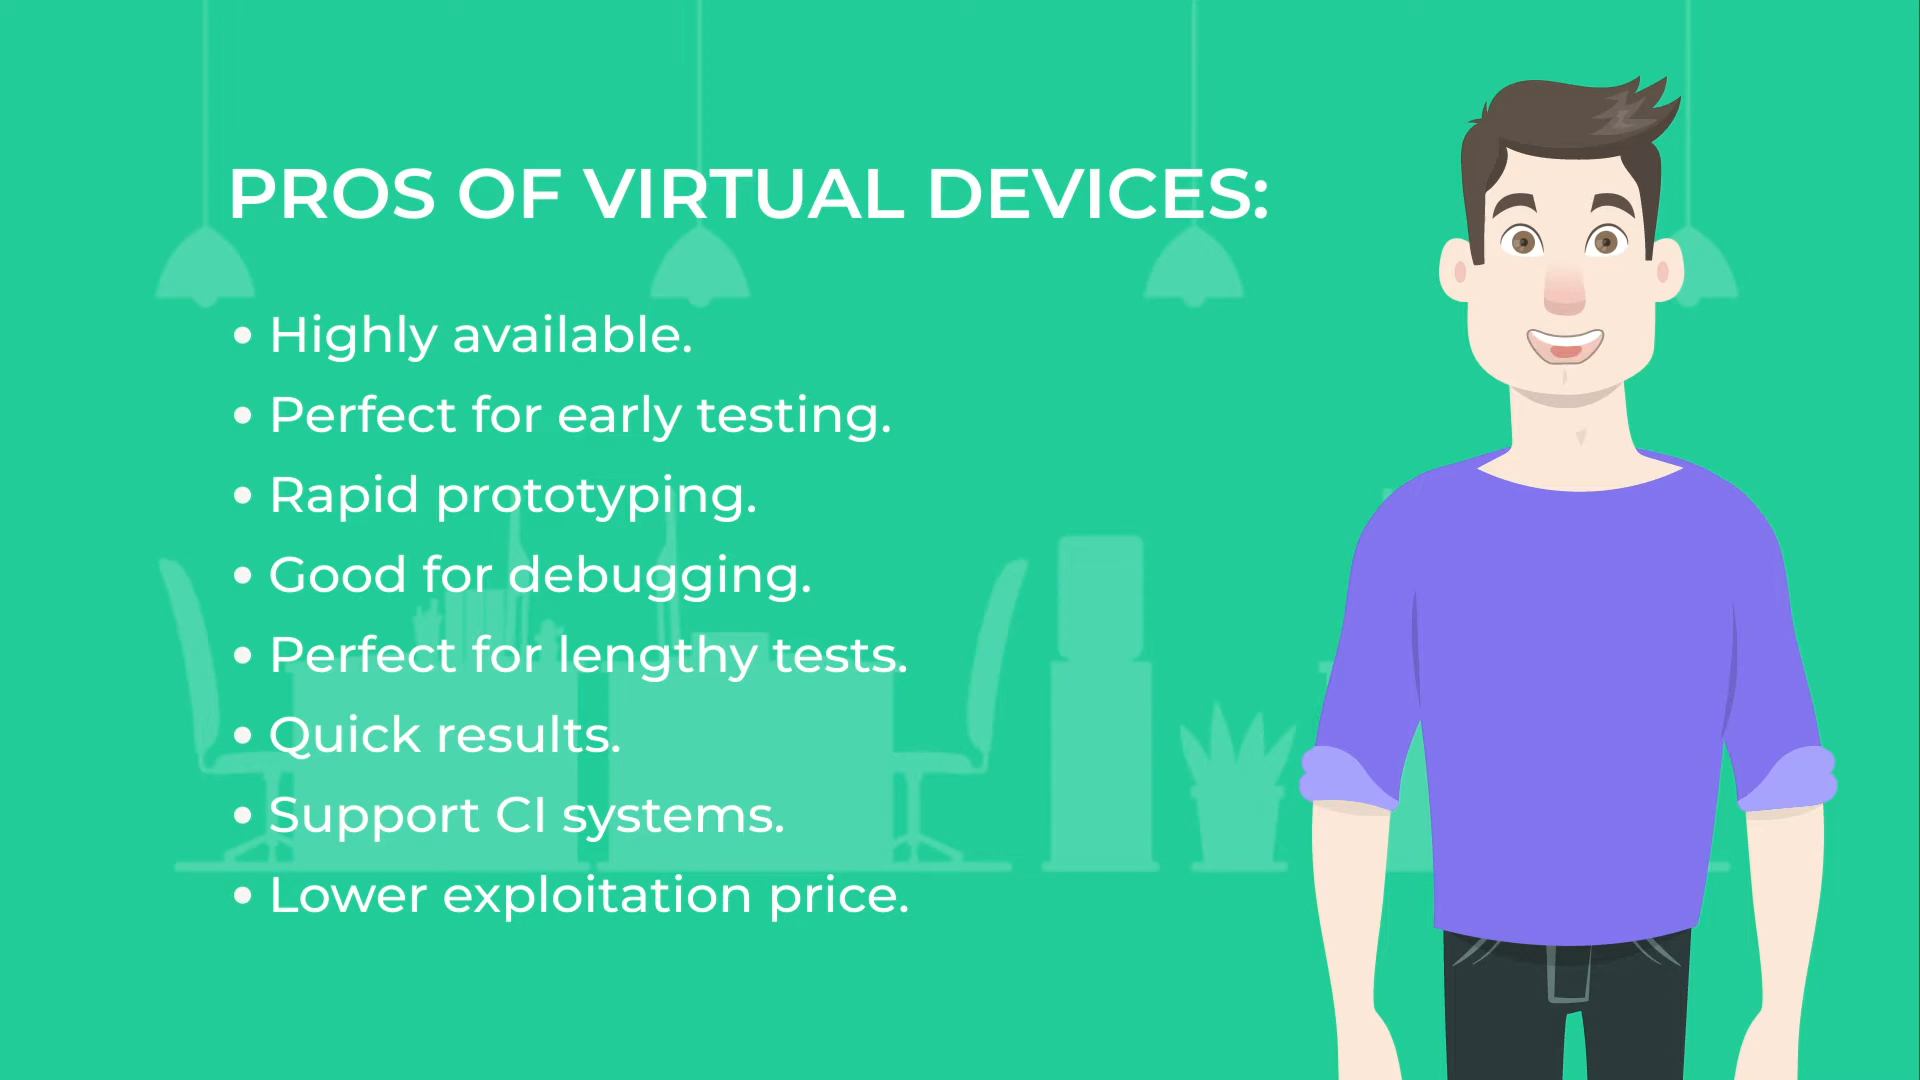 PROS OF VIRTUAL DEVICES:
• Highly available.
• Perfect for early testing.
• Rapid prototyping.
• Good for debugging.
• Perfect for lengthy tests.
• Quick results.
• Support CI systems.
• Lower exploitation price.